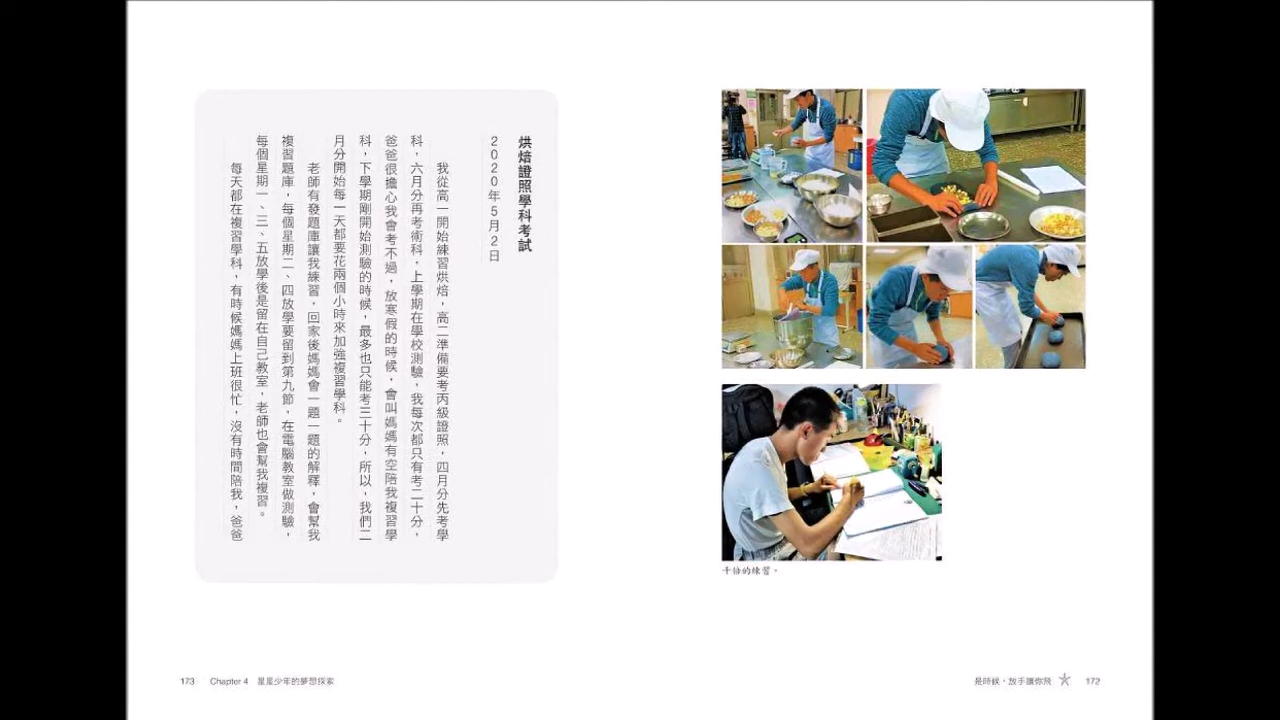 千倍的練習。
是時候，放手讓你飛 172
烘焙證照學科考試
2020年5月2日
我從高一開始練習烘焙，高二準備要考丙級證照，四月分先考學
科，六月分再考術科，上學期在學校測驗，我每次都只有考二十分，
爸爸很擔心我會考不過，放寒假的時候，會叫媽媽有空陪我複習學
科，下學期剛開始測驗的時候，最多也只能考三十分，所以，我們二
月分開始每一天都要花兩個小時來加強複習學科。
老師有發題庫讓我練習，回家後媽媽會一題一題的解釋，會幫我
複習題庫，每個星期二、四放學要留到第九節，在電腦教室做測驗，
每個星期一、三、五放學後是留在自己教室，老師也會幫我複習。
每天都在複習學科，有時候媽媽上班很忙，沒有時間陪我，爸爸
173 Chapter 4 星星少年的夢想探索